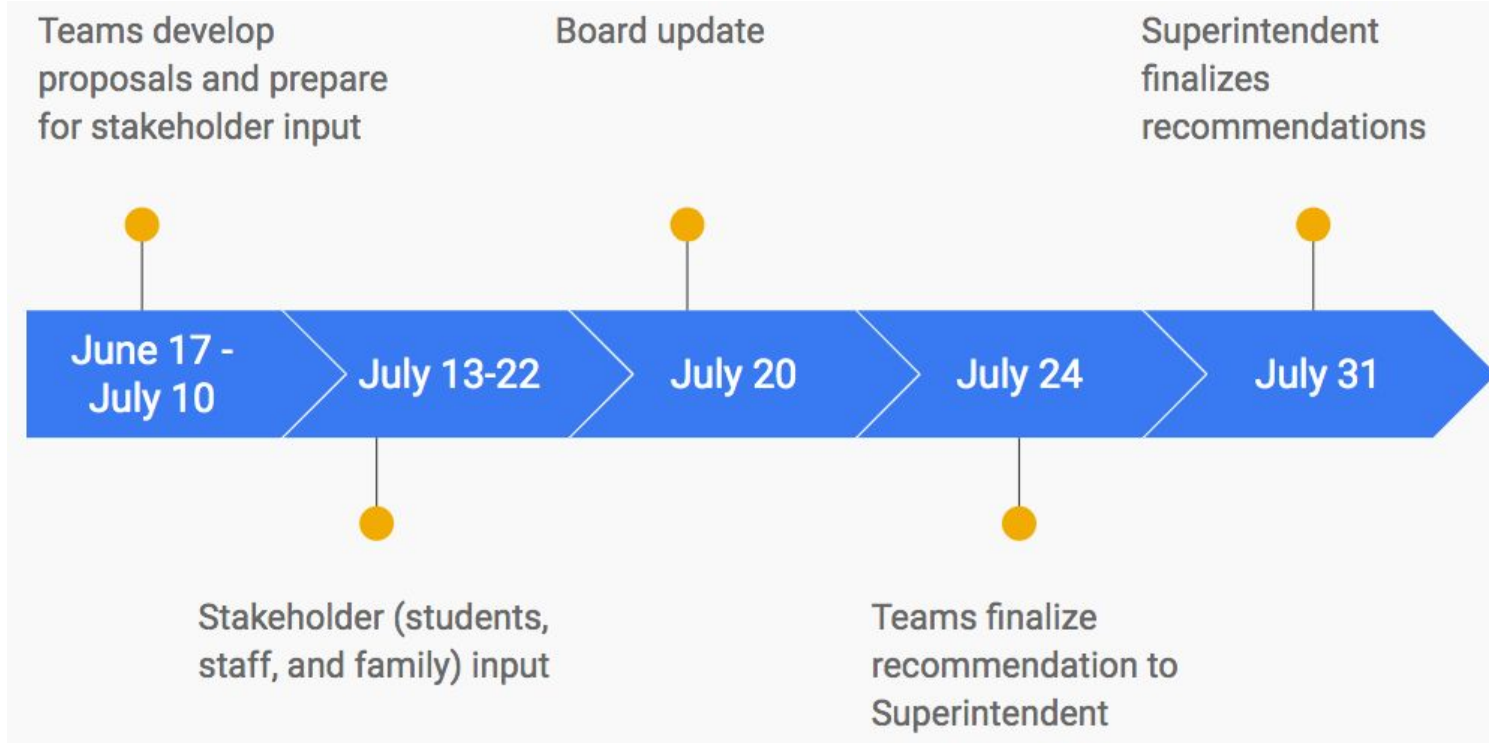 Teams develop
proposals and prepare
for stakeholder input
Board update
Superintendent
finalizes
recommendations
June 17 -
July 10
July 13-22
July 20
July 24
July 31
Stakeholder (students,
staff, and family) input
Teams finalize
recommendation to
Superintendent